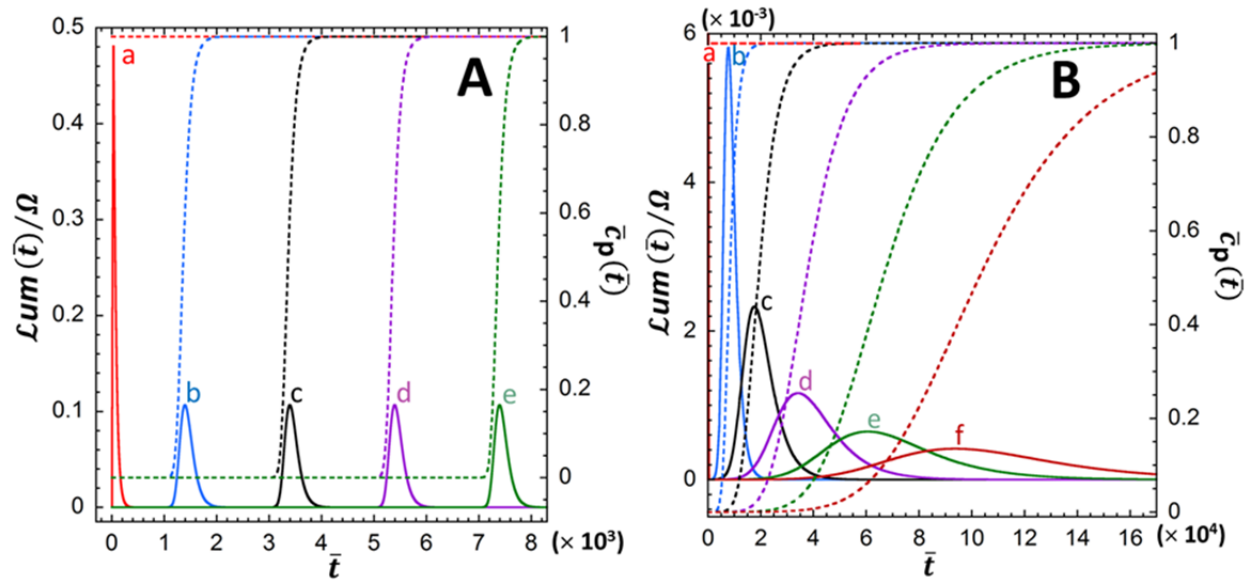 (× 10⁻³)
0.5
0.4
0.3
0.2
0.1
0
1
0.8
0.6
0.4
0.2
0
ℒum (t̄)/Ω
c̄p(t̄)
A
a
b
c
d
e
0 1 2 3 4 5 6 7 8 (× 10³)
t̄
6
4
2
0
1
0.8
0.6
0.4
0.2
0
ℒum (t̄)/Ω
c̄p(t̄)
B
a
b
c
d
e
f
0 2 4 6 8 10 12 14 16 (× 10⁴)
t̄